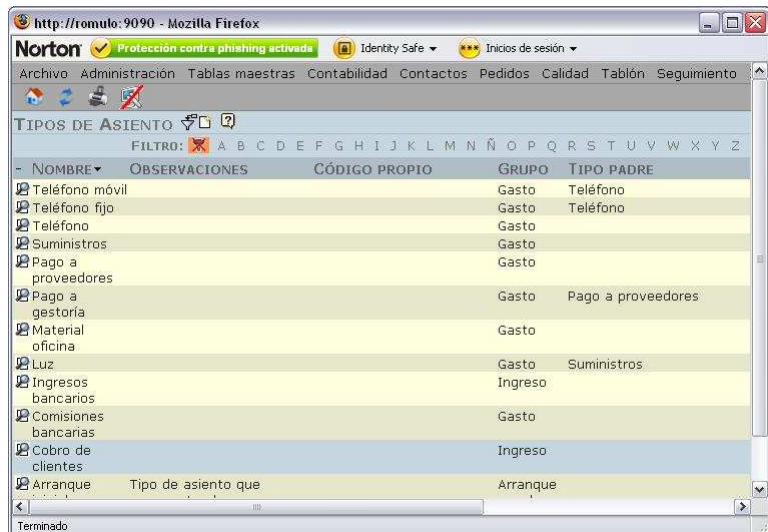 http://romulo:9090 - Mozilla Firefox
Norton Protección contra phishing activada Identity Safe Inicios de sesión
Archivo Administración Tablas maestras Contabilidad Contactos Pedidos Calidad Tablón Seguimiento
TIPOS DE ASIENTO
FILTRO: A B C D E F G H I J K L M N Ñ O P Q R S T U V W X Y Z
- NOMBRE OBSERVACIONES CÓDIGO PROPIO GRUPO TIPO PADRE
Teléfono móvil Gasto Teléfono
Teléfono fijo Gasto Teléfono
Teléfono Gasto
Suministros Gasto
Pago a Gasto
proveedores
Pago a Gasto Pago a proveedores
gestoría
Material Gasto
oficina
Luz Gasto Suministros
Ingresos Ingreso
bancarios
Comisiones Gasto
bancarias
Cobro de Ingreso
clientes
Arranque Tipo de asiento que Arranque
Terminado